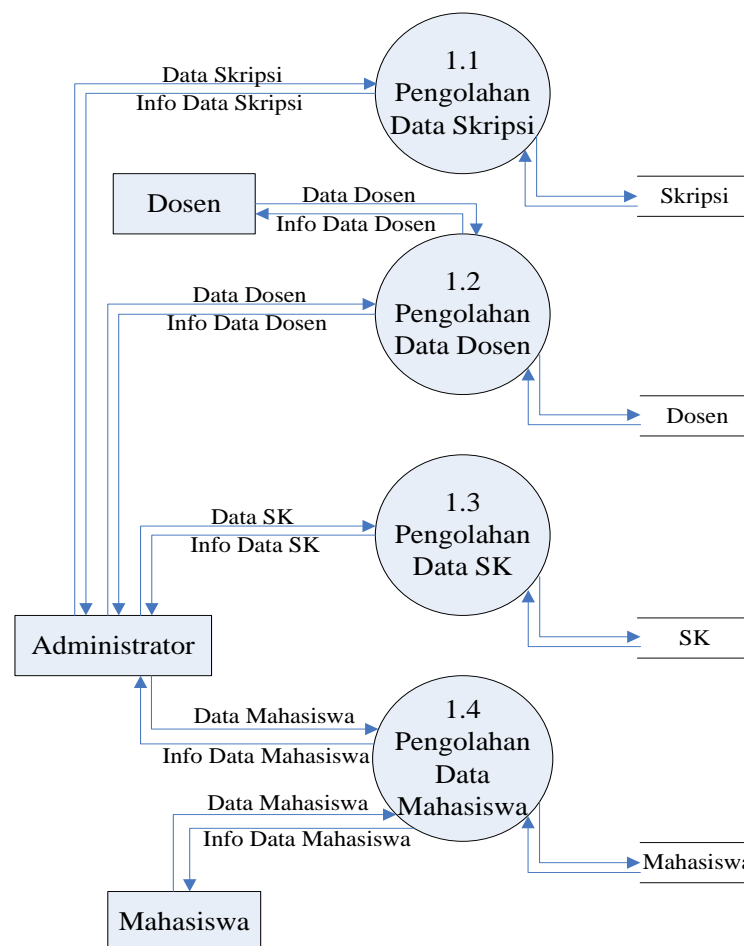 1.1
Pengolahan
Data Skripsi
Data Skripsi
Info Data Skripsi
Skripsi
Dosen
Data Dosen
Info Data Dosen
1.2
Pengolahan
Data Dosen
Data Dosen
Info Data Dosen
Dosen
1.3
Pengolahan
Data SK
Data SK
Info Data SK
SK
Administrator
1.4
Pengolahan
Data
Mahasiswa
Data Mahasiswa
Info Data Mahasiswa
Data Mahasiswa
Info Data Mahasiswa
Mahasiswa
Mahasiswa